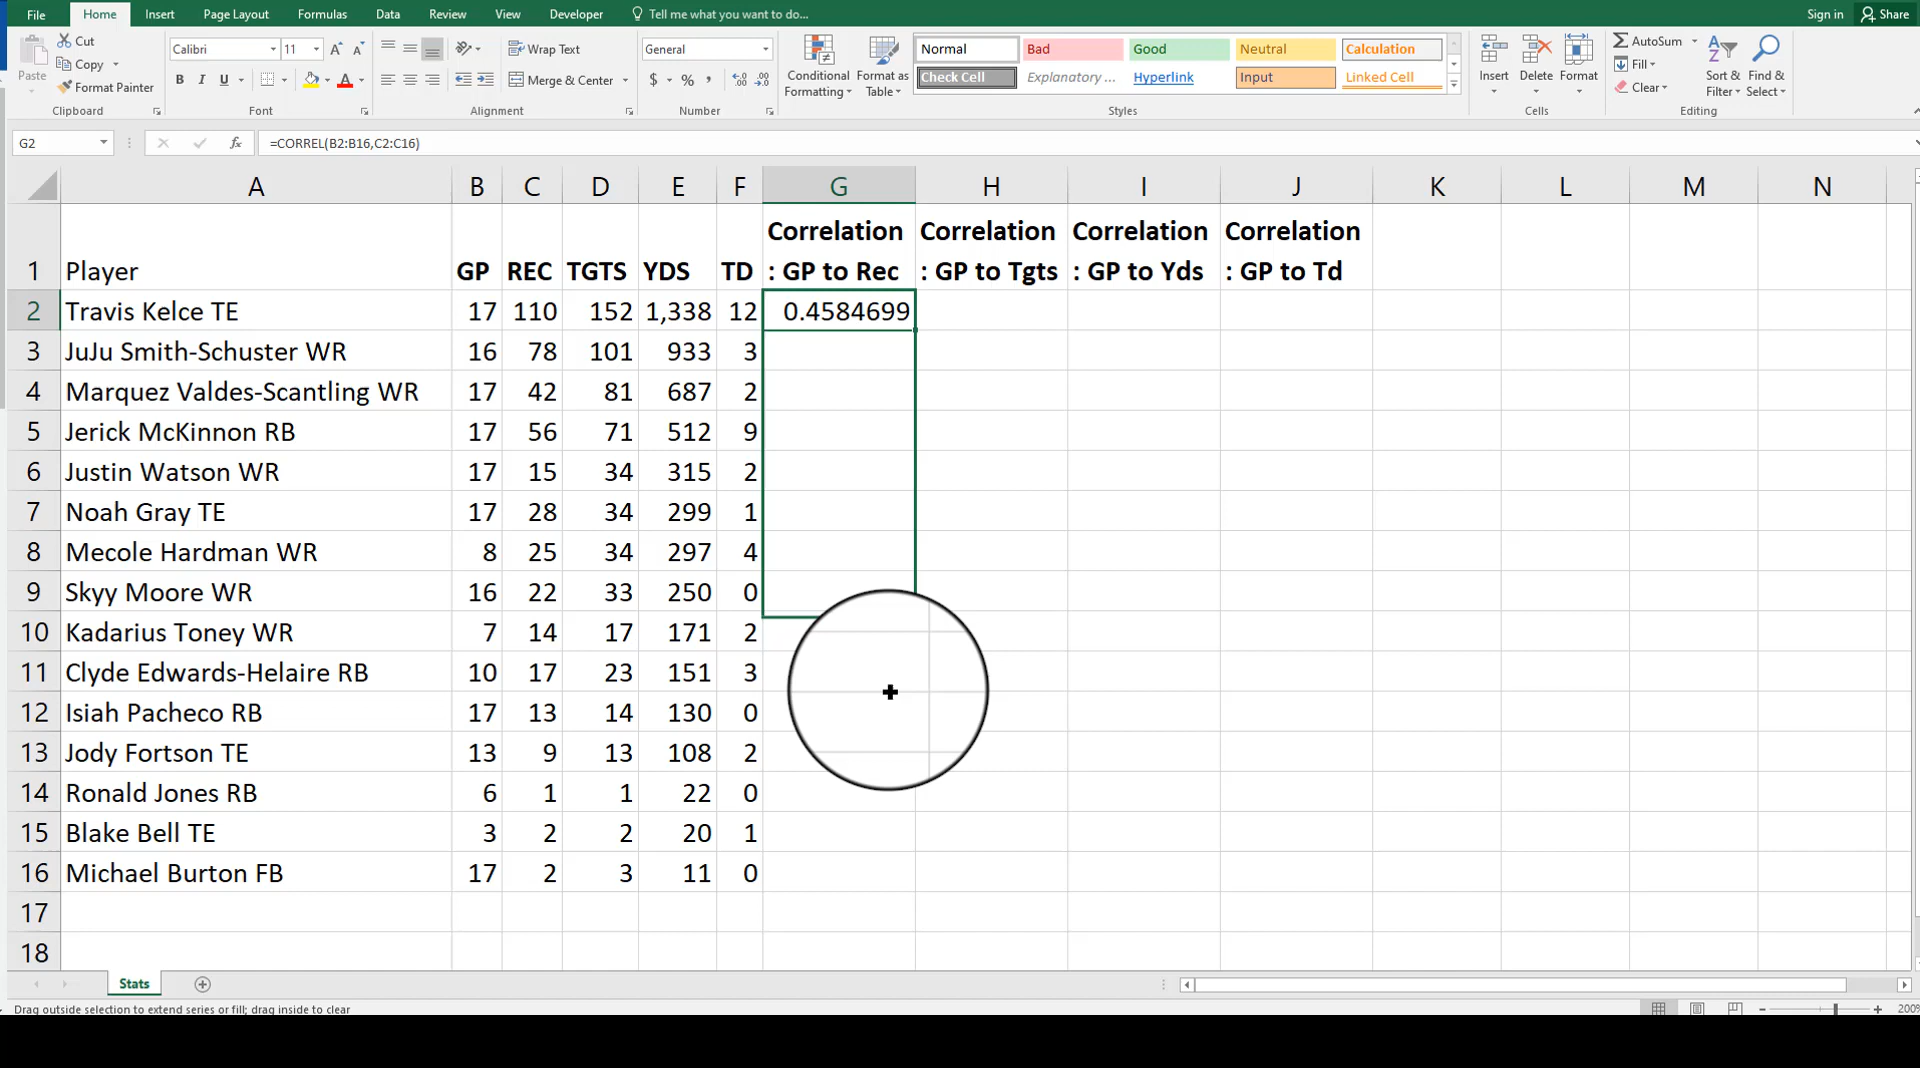 File Home Insert Page Layout Formulas Data Review View Developer Tell me what you want to do... Sign in Share
Paste Cut Copy Format Painter Clipboard
Calibri 11 A A B I U A Font
Wrap Text Merge & Center Alignment
General $ % , Number
Conditional Formatting Format as Table
Normal Bad Good Neutral Calculation
Check Cell Explanatory ... Hyperlink Input Linked Cell
Styles
Insert Delete Format Cells
AutoSum Fill Clear Sort & Filter Find & Select Editing
G2 fx =CORREL(B2:B16,C2:C16)
A B C D E F G H I J K L M N
1 Player GP REC TGTS YDS TD Correlation : GP to Rec Correlation : GP to Tgts Correlation : GP to Yds Correlation : GP to Td
2 Travis Kelce TE 17 110 152 1,338 12 0.4584699
3 JuJu Smith-Schuster WR 16 78 101 933 3
4 Marquez Valdes-Scantling WR 17 42 81 687 2
5 Jerick McKinnon RB 17 56 71 512 9
6 Justin Watson WR 17 15 34 315 2
7 Noah Gray TE 17 28 34 299 1
8 Mecole Hardman WR 8 25 34 297 4
9 Skyy Moore WR 16 22 33 250 0
10 Kadarius Toney WR 7 14 17 171 2
11 Clyde Edwards-Helaire RB 10 17 23 151 3
12 Isiah Pacheco RB 17 13 14 130 0
13 Jody Fortson TE 13 9 13 108 2
14 Ronald Jones RB 6 1 1 22 0
15 Blake Bell TE 3 2 2 20 1
16 Michael Burton FB 17 2 3 11 0
17
18
Stats
Drag outside selection to extend series or fill; drag inside to clear 200%